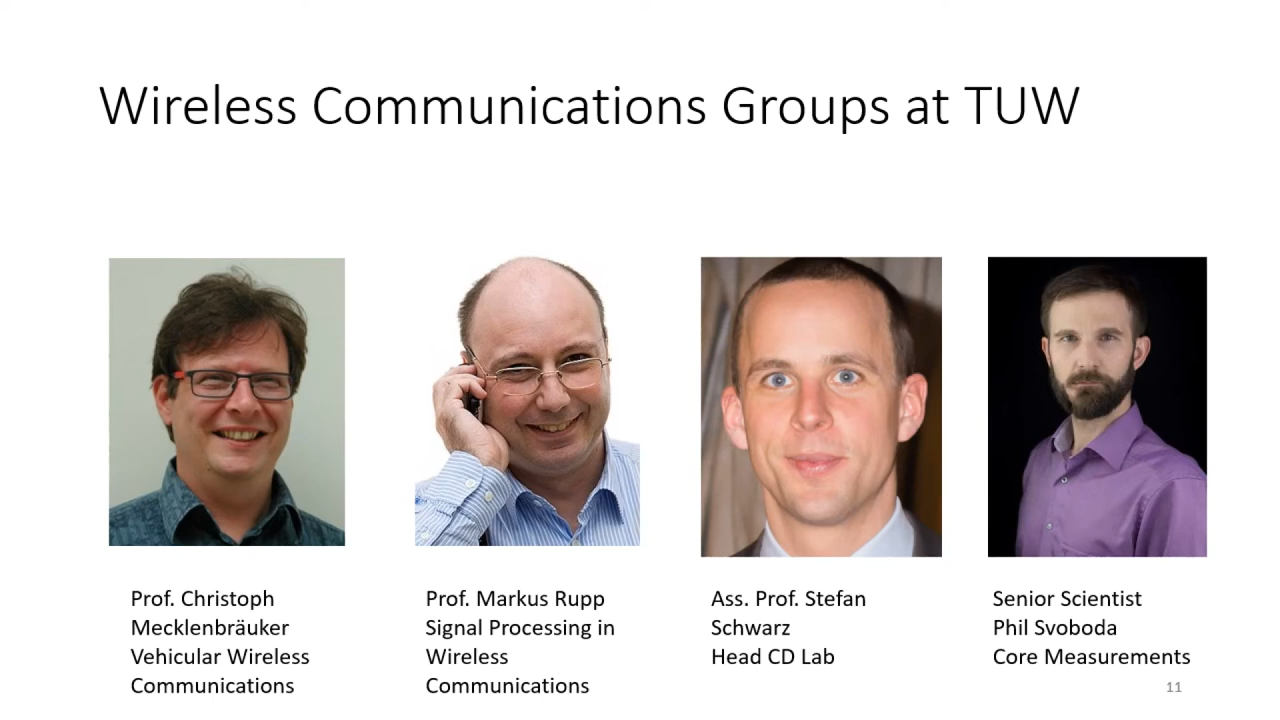 Wireless Communications Groups at TUW
Prof. Christoph
Mecklenbräuker
Vehicular Wireless
Communications
Prof. Markus Rupp
Signal Processing in
Wireless
Communications
Ass. Prof. Stefan
Schwarz
Head CD Lab
Senior Scientist
Phil Svoboda
Core Measurements
11